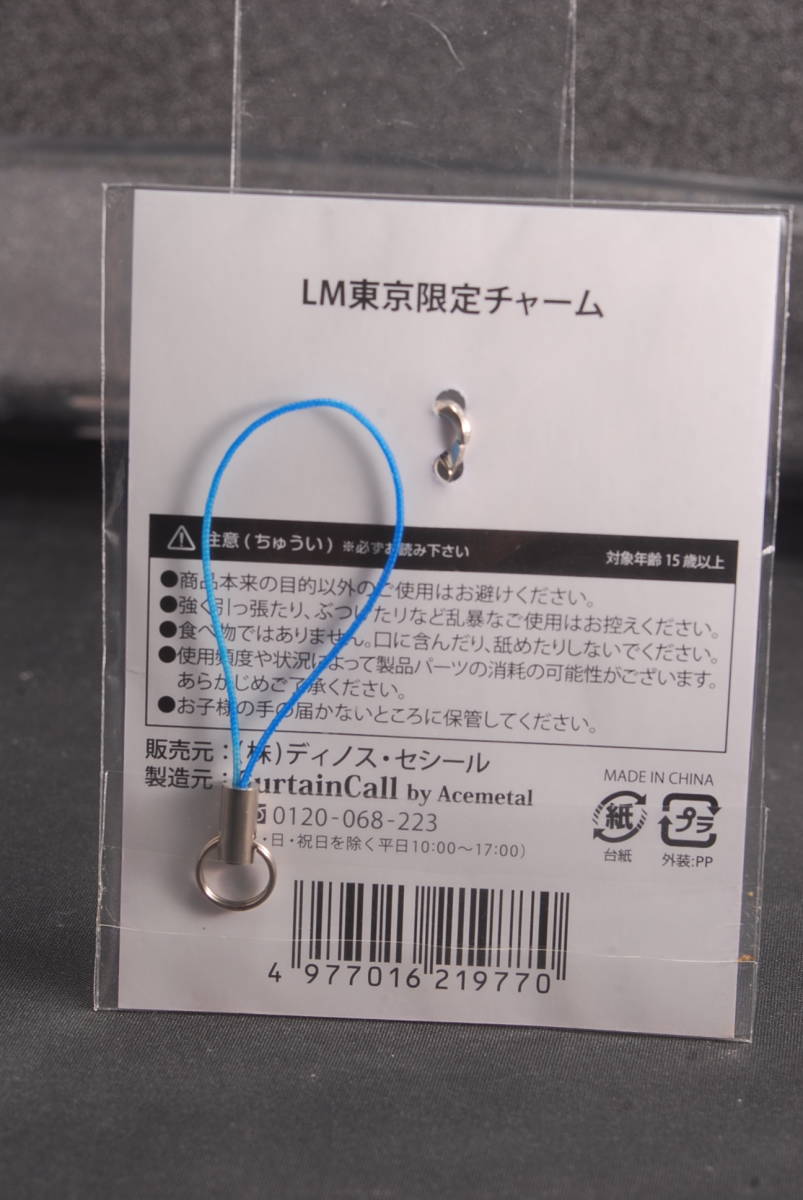 LM東京限定チャーム
注意(ちゅうい) ※必ずお読み下さい
対象年齢15歳以上
●商品本来の目的以外のご使用はお避けください。
●強く引っ張たり、ぶつけたりなど乱暴なご使用はお控えください。
●食べ物ではありません。口に含んだり、舐めたりしないでください。
●使用頻度や状況によって製品パーツの消耗の可能性がございます。
あらかじめご了承ください。
●お子様の手の届かないところに保管してください。
販売元:(株)ディノス・セシール
製造元:CurtainCall by Acemetal
0120-068-223
・日・祝日を除く平日10:00〜17:00)
MADE IN CHINA
紙
プラ
台紙
外装:PP
4 977016 219770